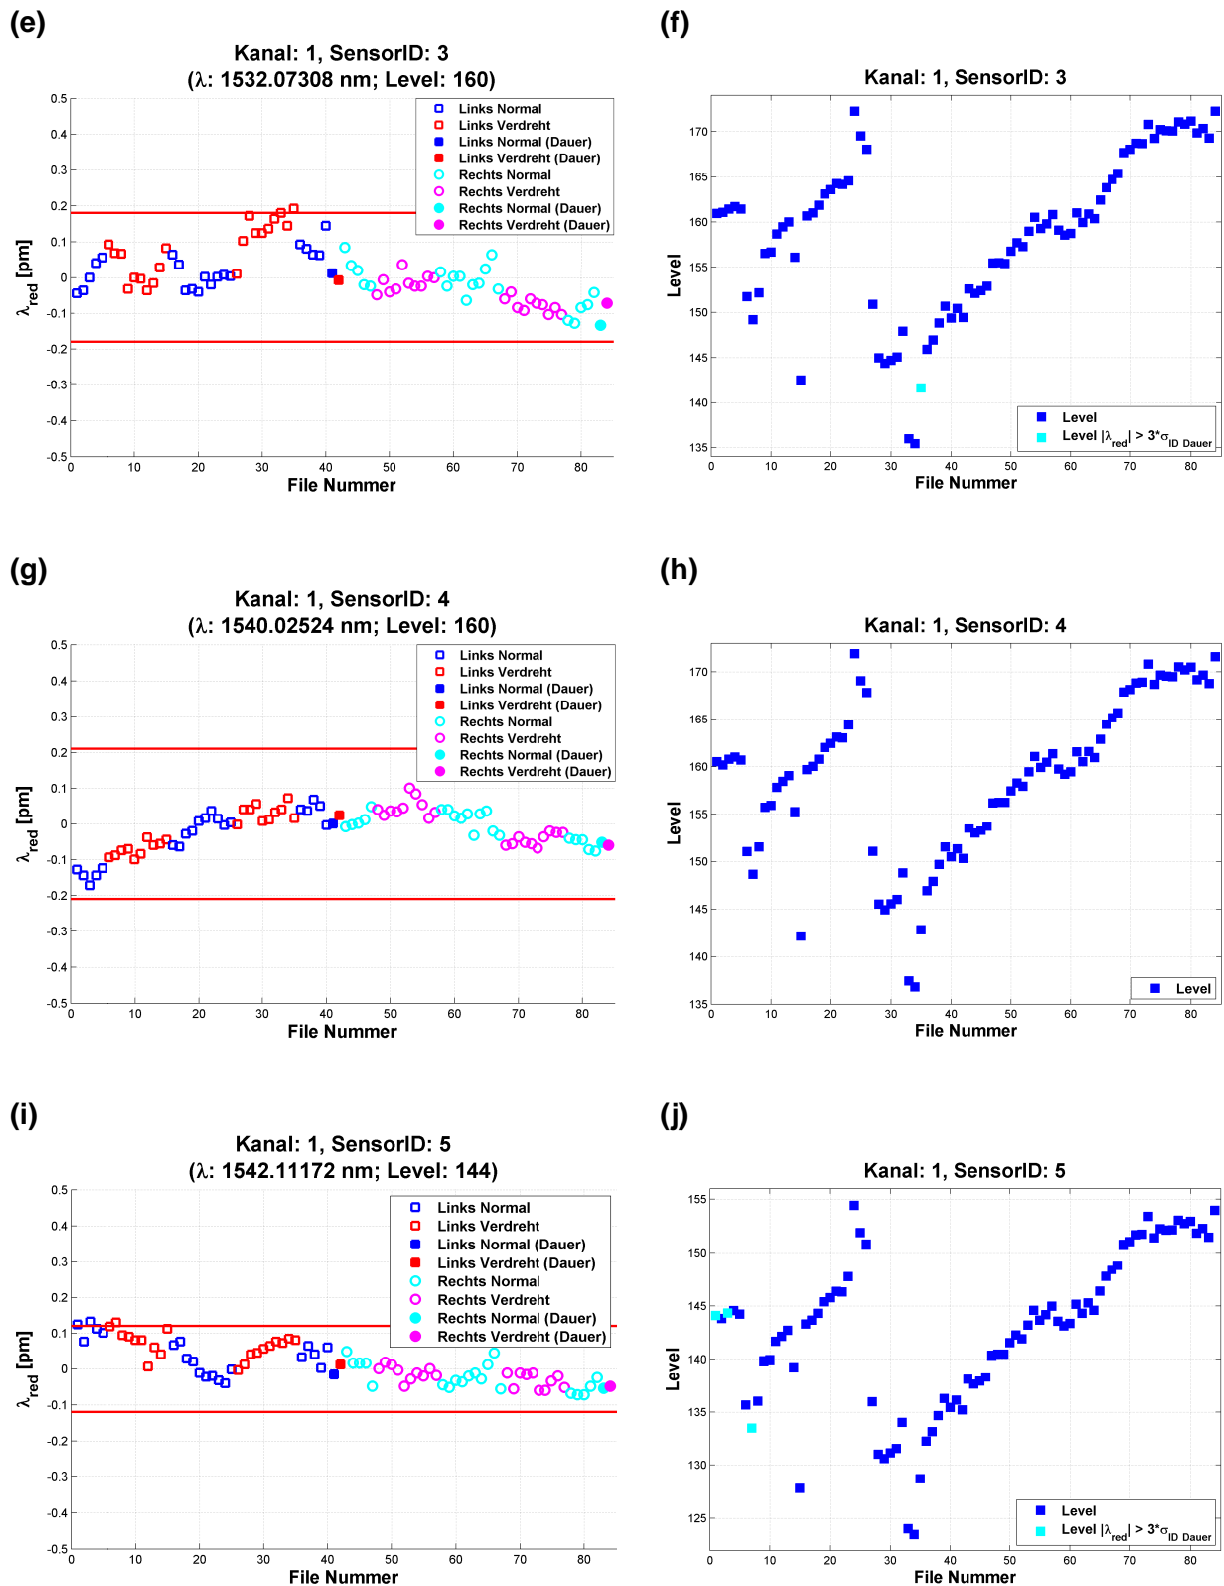 (e)
Kanal: 1, SensorID: 3
(λ: 1532.07308 nm; Level: 160)
0.5
0.4
0.3
0.2
0.1
0
-0.1
-0.2
-0.3
-0.4
-0.5
λred [pm]
Links Normal
Links Verdreht
Links Normal (Dauer)
Links Verdreht (Dauer)
Rechts Normal
Rechts Verdreht
Rechts Normal (Dauer)
Rechts Verdreht (Dauer)
0 10 20 30 40 50 60 70 80
File Nummer
(f)
Kanal: 1, SensorID: 3
170
165
160
155
150
145
140
135
Level
Level
Level |λred| > 3*σID Dauer
0 10 20 30 40 50 60 70 80
File Nummer
(g)
Kanal: 1, SensorID: 4
(λ: 1540.02524 nm; Level: 160)
0.5
0.4
0.3
0.2
0.1
0
-0.1
-0.2
-0.3
-0.4
-0.5
λred [pm]
Links Normal
Links Verdreht
Links Normal (Dauer)
Links Verdreht (Dauer)
Rechts Normal
Rechts Verdreht
Rechts Normal (Dauer)
Rechts Verdreht (Dauer)
0 10 20 30 40 50 60 70 80
File Nummer
(h)
Kanal: 1, SensorID: 4
170
165
160
155
150
145
140
135
Level
Level
0 10 20 30 40 50 60 70 80
File Nummer
(i)
Kanal: 1, SensorID: 5
(λ: 1542.11172 nm; Level: 144)
0.5
0.4
0.3
0.2
0.1
0
-0.1
-0.2
-0.3
-0.4
-0.5
λred [pm]
Links Normal
Links Verdreht
Links Normal (Dauer)
Links Verdreht (Dauer)
Rechts Normal
Rechts Verdreht
Rechts Normal (Dauer)
Rechts Verdreht (Dauer)
0 10 20 30 40 50 60 70 80
File Nummer
(j)
Kanal: 1, SensorID: 5
155
150
145
140
135
130
125
Level
Level
Level |λred| > 3*σID Dauer
0 10 20 30 40 50 60 70 80
File Nummer